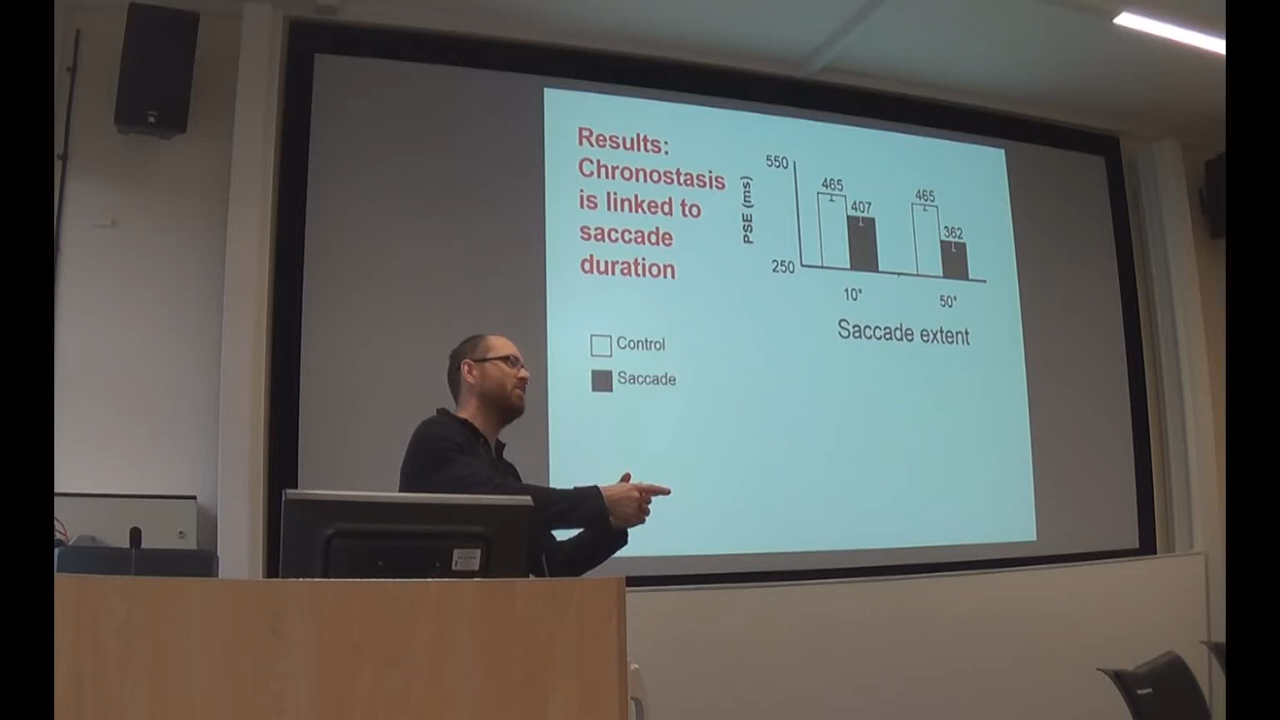 Results:
Chronostasis
is linked to
saccade
duration
Control
Saccade
550
PSE (ms)
250
465
407
465
362
10°
50°
Saccade extent